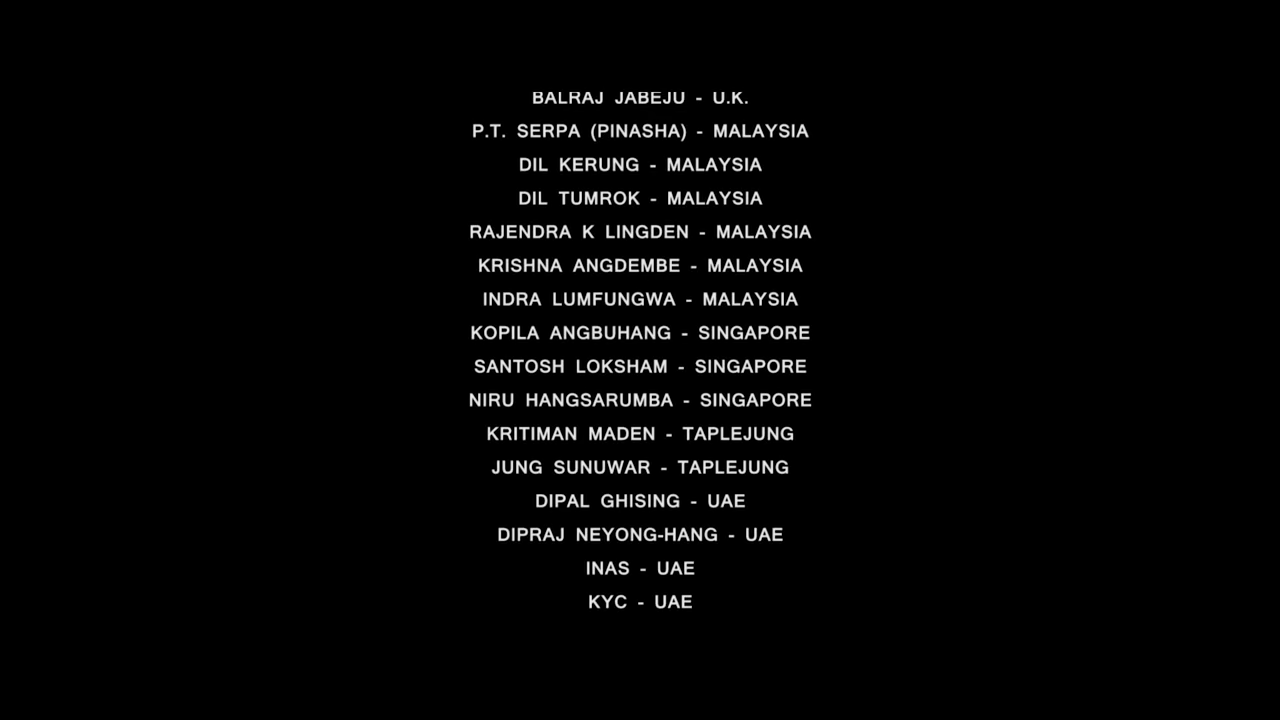 BALRAJ JABEJU - U.K.
P.T. SERPA (PINASHA) - MALAYSIA
DIL KERUNG - MALAYSIA
DIL TUMROK - MALAYSIA
RAJENDRA K LINGDEN - MALAYSIA
KRISHNA ANGDEMBE - MALAYSIA
INDRA LUMFUNGWA - MALAYSIA
KOPILA ANGBUHANG - SINGAPORE
SANTOSH LOKSHAM - SINGAPORE
NIRU HANGSARUMBA - SINGAPORE
KRITIMAN MADEN - TAPLEJUNG
JUNG SUNUWAR - TAPLEJUNG
DIPAL GHISING - UAE
DIPRAJ NEYONG-HANG - UAE
INAS - UAE
KYC - UAE